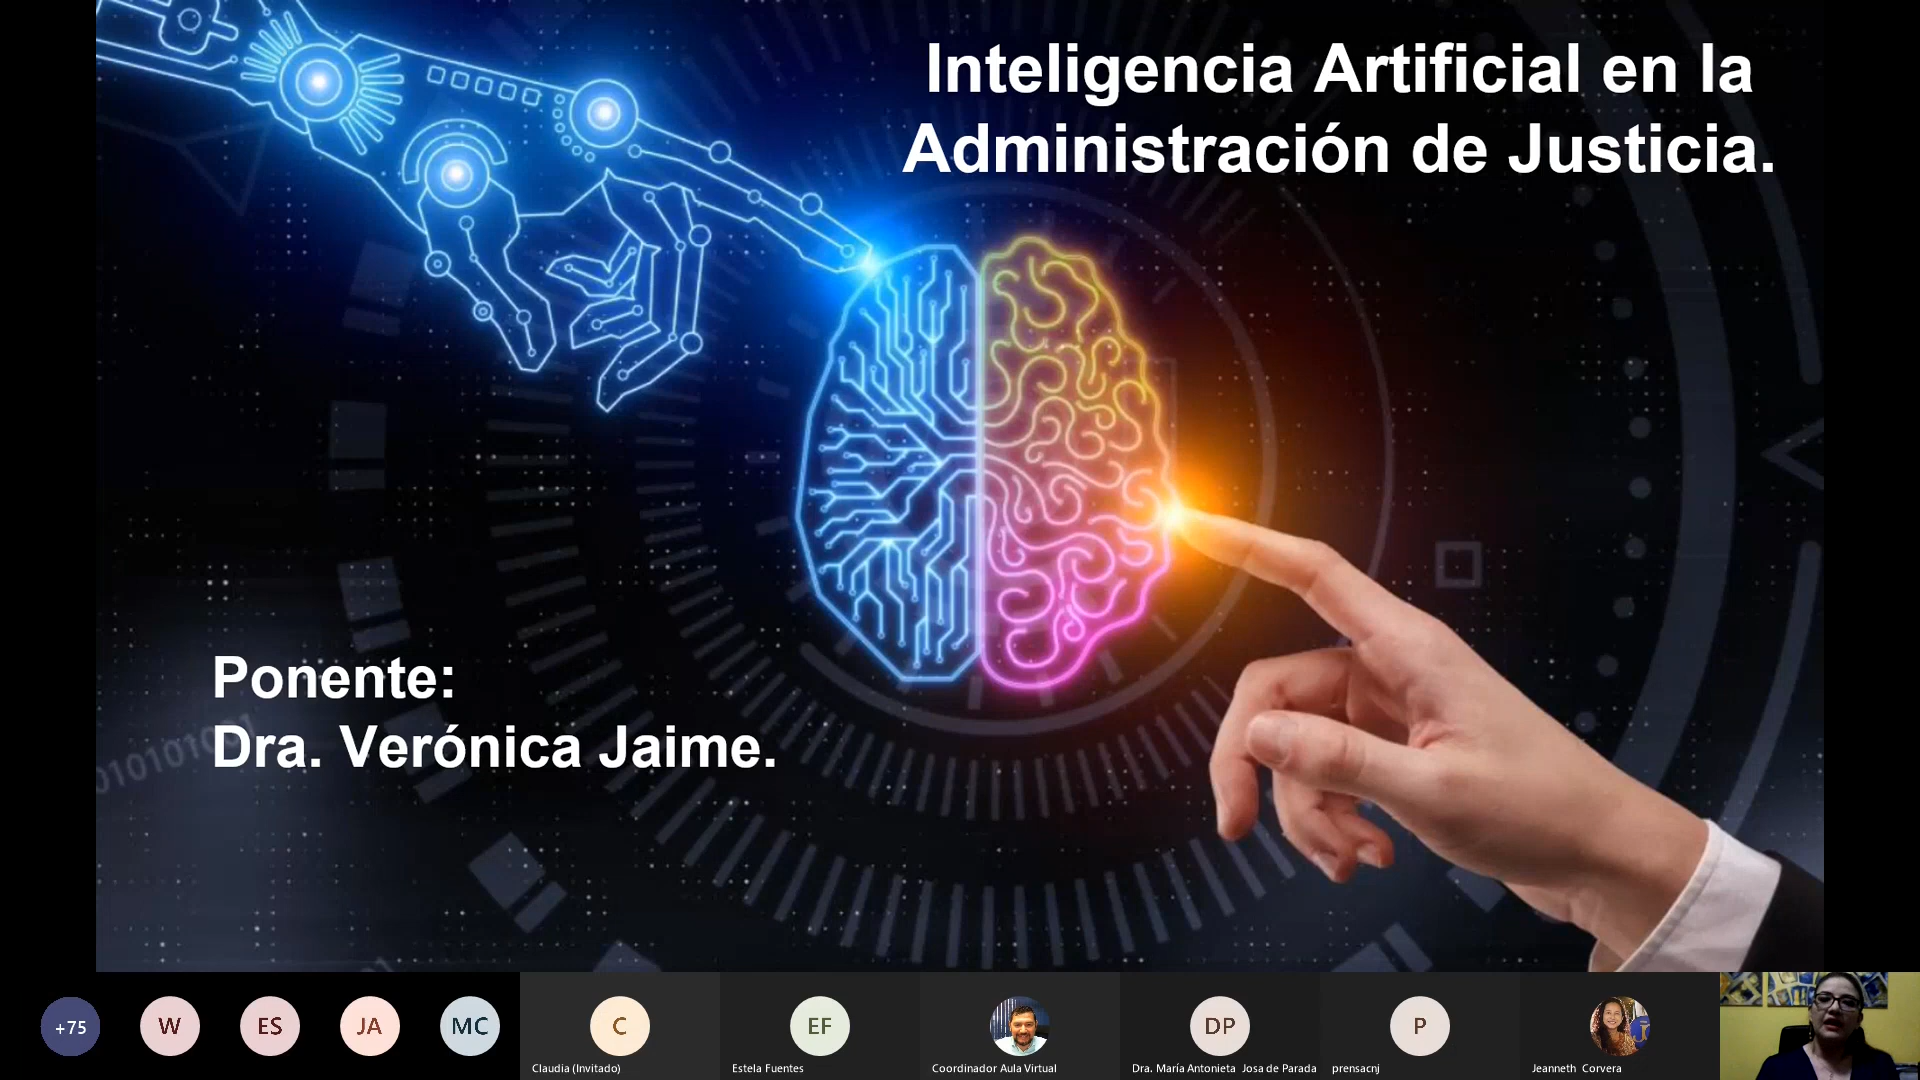 Inteligencia Artificial en la
Administración de Justicia.
Ponente:
Dra. Verónica Jaime.
+75
W
ES
JA
MC
C
EF
DP
P
Claudia (Invitado)
Estela Fuentes
Coordinador Aula Virtual
Dra. María Antonieta Josa de Parada
prensacnj
Jeanneth Corvera